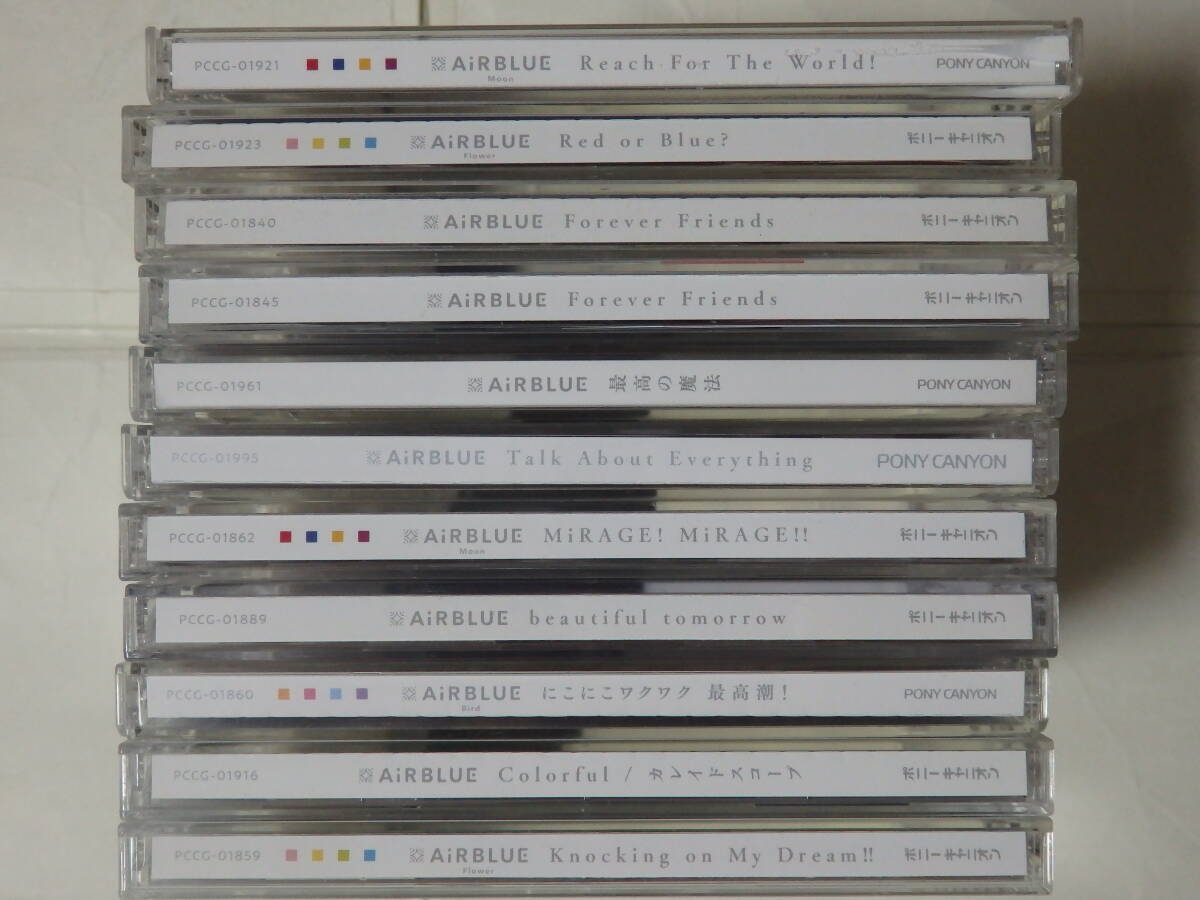 PCCG-01921 AiRBLUE Moon Reach For The World! PONY CANYON
PCCG-01923 AiRBLUE Flower Red or Blue? ポニーキャニオン
PCCG-01840 AiRBLUE Forever Friends ポニーキャニオン
PCCG-01845 AiRBLUE Forever Friends ポニーキャニオン
PCCG-01961 AiRBLUE 最高の魔法 PONY CANYON
PCCG-01995 AiRBLUE Talk About Everything PONY CANYON
PCCG-01862 AiRBLUE Moon MiRAGE! MiRAGE!! ポニーキャニオン
PCCG-01889 AiRBLUE beautiful tomorrow ポニーキャニオン
PCCG-01860 AiRBLUE Bird にこにこワクワク 最高潮! PONY CANYON
PCCG-01916 AiRBLUE Colorful / カレイドスコープ ポニーキャニオン
PCCG-01859 AiRBLUE Flower Knocking on My Dream!! ポニーキャニオン